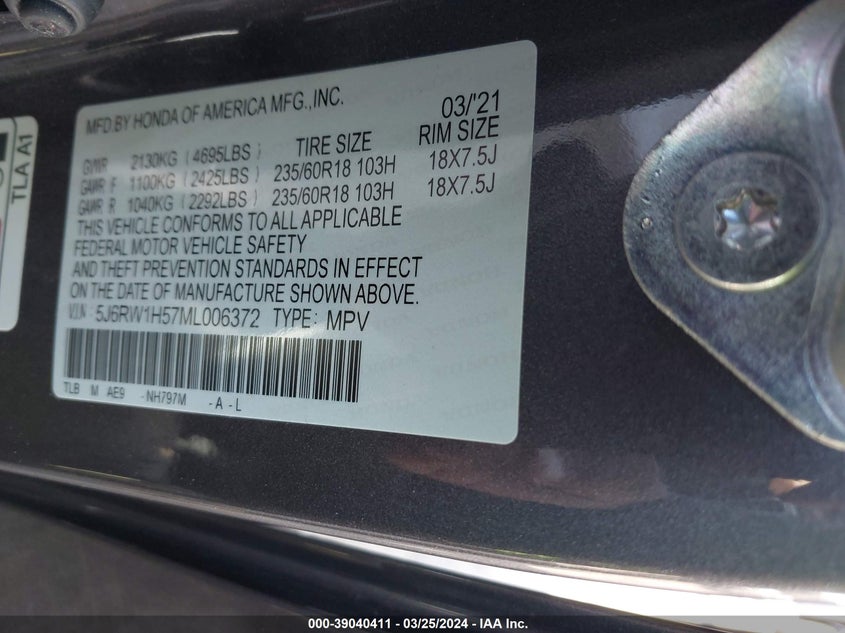 MFD.BY HONDA OF AMERICA MFG.,INC. 03/'21
TIRE SIZE RIM SIZE
GVWR 2130KG (4695LBS)
GAWR F 1100KG (2425LBS) 235/60R18 103H 18X7.5J
GAWR R 1040KG (2292LBS) 235/60R18 103H 18X7.5J
THIS VEHICLE CONFORMS TO ALL APPLICABLE
FEDERAL MOTOR VEHICLE SAFETY
AND THEFT PREVENTION STANDARDS IN EFFECT
ON THE DATE OF MANUFACTURE SHOWN ABOVE.
VIN: 5J6RW1H57ML006372 TYPE: MPV
TLB M AE9 -NH797M -A-L
TLA A1
000-39040411 - 03/25/2024 - IAA Inc.